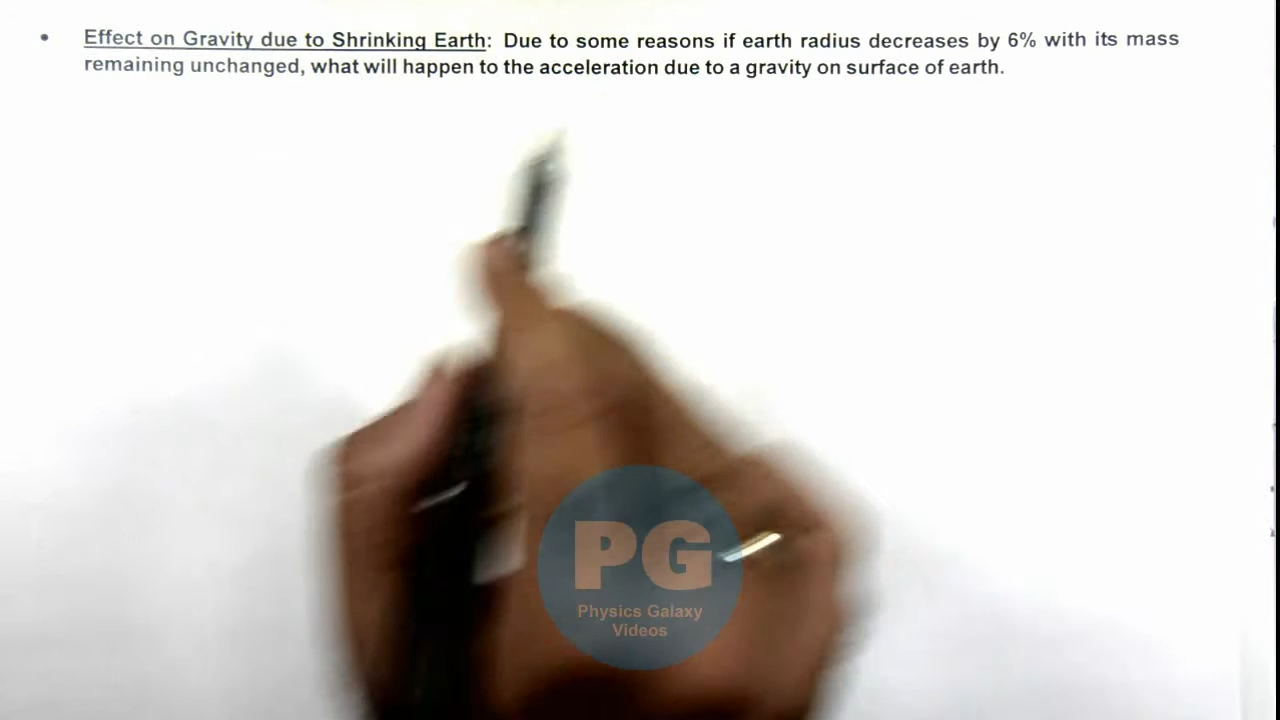 • Effect on Gravity due to Shrinking Earth: Due to some reasons if earth radius decreases by 6% with its mass
remaining unchanged, what will happen to the acceleration due to a gravity on surface of earth.
PG
Physics Galaxy
Videos